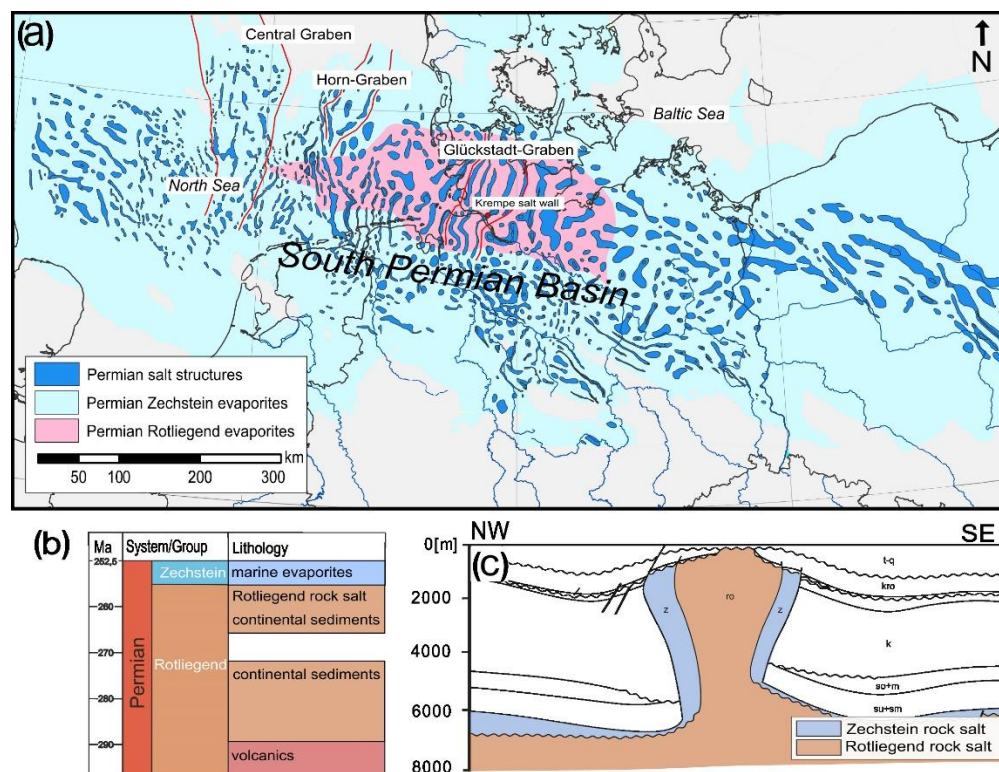 (a)
Central Graben
N
Horn-Graben
Baltic Sea
Glückstadt-Graben
North Sea
Krempe salt wall
South Permian Basin
Permian salt structures
Permian Zechstein evaporites
Permian Rotliegend evaporites
km
50 100 200 300
(b)
Ma System/Group Lithology
252,5
Zechstein marine evaporites
Rotliegend rock salt
260
continental sediments
270
Permian
Rotliegend
continental sediments
280
290
volcanics
NW SE
0[m]
(c)
2000
4000
6000
8000
t-q
kro
ro
z
z
k
so+m
su+sm
Zechstein rock salt
Rotliegend rock salt